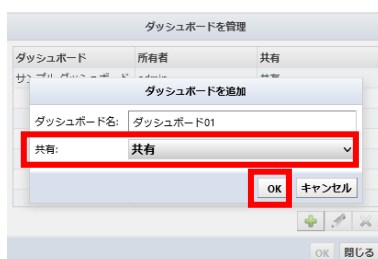 ダッシュボードを管理
ダッシュボード 所有者 共有
ダッシュボードを追加
ダッシュボード名: ダッシュボード01
共有: 共有
OK キャンセル
OK 閉じる